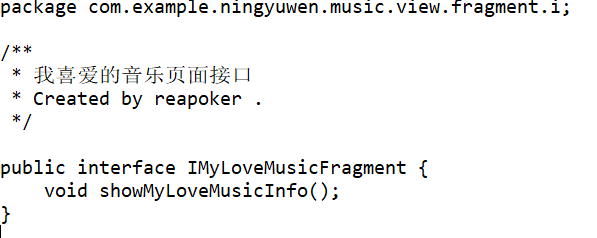 package com.example.ningyuwen.music.view.fragment.i;
/**
 * 我喜爱的音乐页面接口
 * Created by reapoker .
 */
public interface IMyLoveMusicFragment {
    void showMyLoveMusicInfo();
}